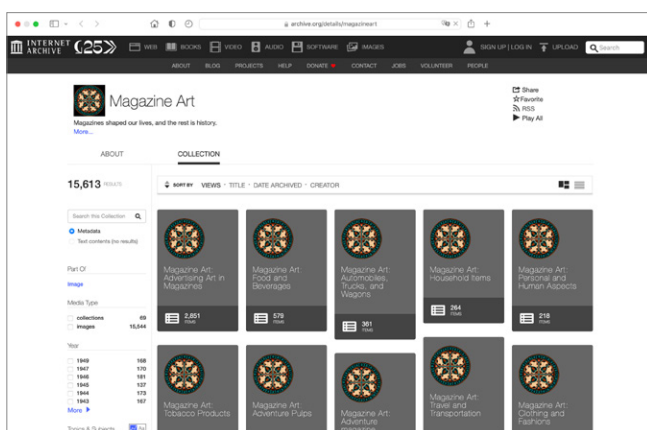 archive.org/details/magazineart
INTERNET ARCHIVE 25 WEB BOOKS VIDEO AUDIO SOFTWARE IMAGES SIGN UP | LOG IN UPLOAD Search
ABOUT BLOG PROJECTS HELP DONATE CONTACT JOBS VOLUNTEER PEOPLE
Magazine Art
Magazines shaped our lives, and the rest is history.
More...
Share
Favorite
RSS
Play All
ABOUT COLLECTION
15,613 RESULTS
SORT BY VIEWS · TITLE · DATE ARCHIVED · CREATOR
Search this Collection
Metadata
Text contents (no results)
Part Of
Image
Media Type
collections 69
images 15,544
Year
1949 168
1947 170
1946 181
1945 137
1944 173
1943 167
More
Topics & Subjects
Magazine Art:
Advertising Art in
Magazines
2,851
ITEMS
Magazine Art:
Food and
Beverages
579
ITEMS
Magazine Art:
Automobiles,
Trucks, and
Wagons
361
ITEMS
Magazine Art:
Household Items
264
ITEMS
Magazine Art:
Personal and
Human Aspects
218
ITEMS
Magazine Art:
Tobacco Products
Magazine Art:
Adventure Pulps
Magazine Art:
Adventure
Magazine Art:
Travel and
Transportation
Magazine Art:
Clothing and
Fashions